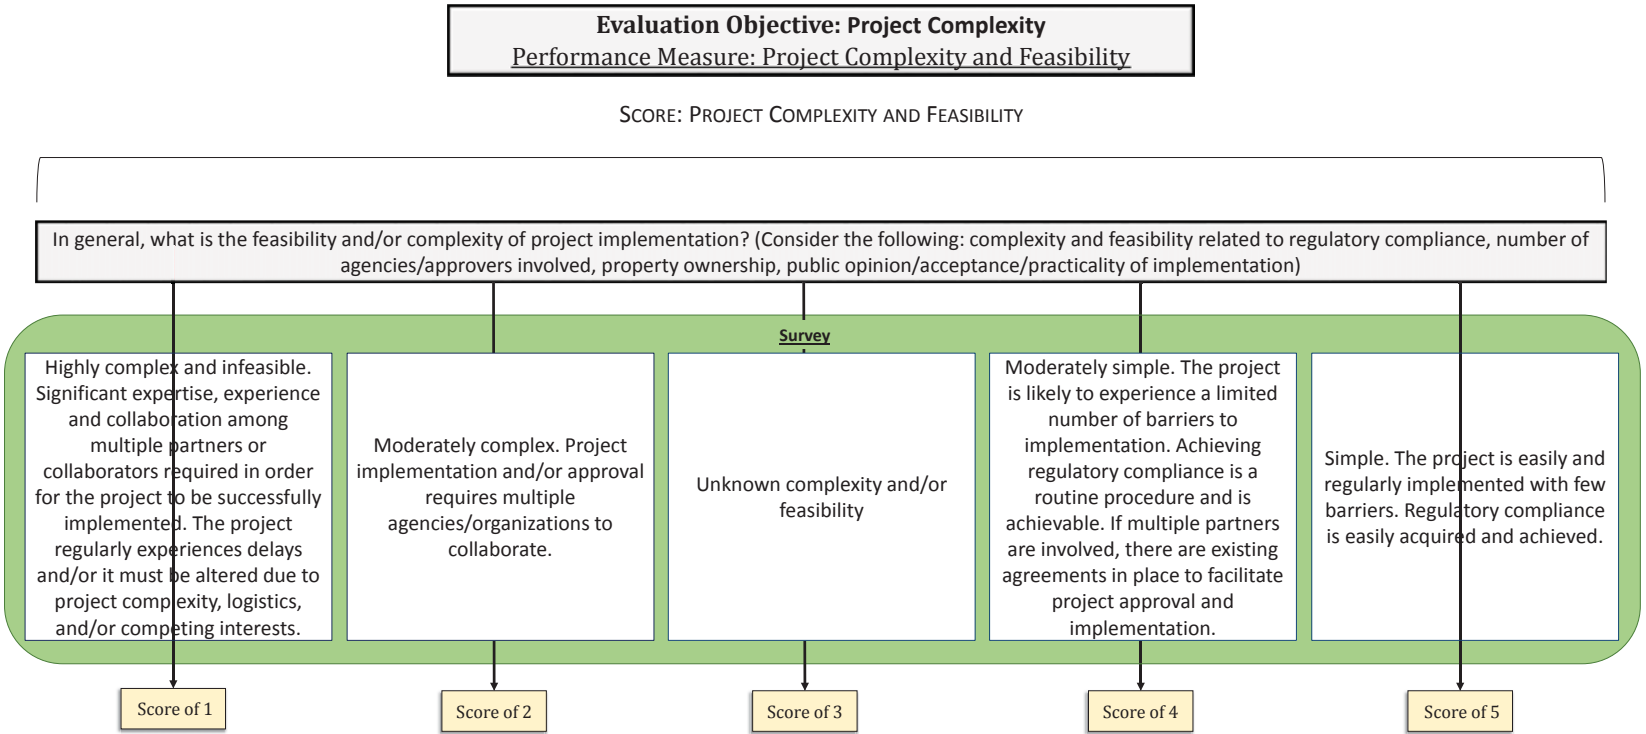 Evaluation Objective: Project Complexity
Performance Measure: Project Complexity and Feasibility
SCORE: PROJECT COMPLEXITY AND FEASIBILITY
In general, what is the feasibility and/or complexity of project implementation? (Consider the following: complexity and feasibility related to regulatory compliance, number of
agencies/approvers involved, property ownership, public opinion/acceptance/practicality of implementation)
Survey
Highly complex and infeasible.
Significant expertise, experience
and collaboration among
multiple partners or
collaborators required in order
for the project to be successfully
implemented. The project
regularly experiences delays
and/or it must be altered due to
project complexity, logistics,
and/or competing interests.
Moderately complex. Project
implementation and/or approval
requires multiple
agencies/organizations to
collaborate.
Unknown complexity and/or
feasibility
Moderately simple. The project
is likely to experience a limited
number of barriers to
implementation. Achieving
regulatory compliance is a
routine procedure and is
achievable. If multiple partners
are involved, there are existing
agreements in place to facilitate
project approval and
implementation.
Simple. The project is easily and
regularly implemented with few
barriers. Regulatory compliance
is easily acquired and achieved.
Score of 1
Score of 2
Score of 3
Score of 4
Score of 5